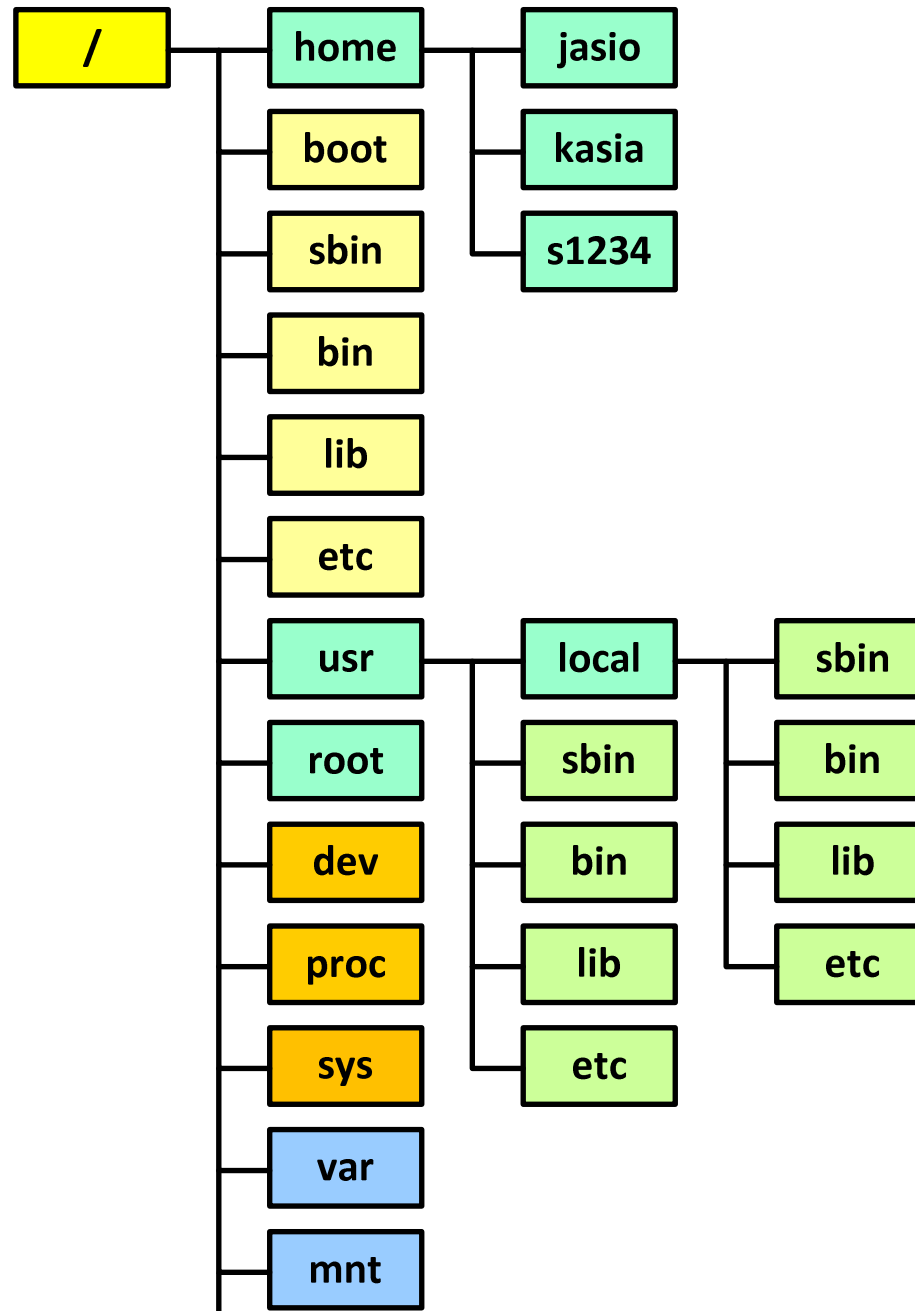 / home jasio
boot kasia
sbin s1234
bin
lib
etc
usr local sbin
root sbin bin
dev bin lib
proc lib etc
sys etc
var
mnt